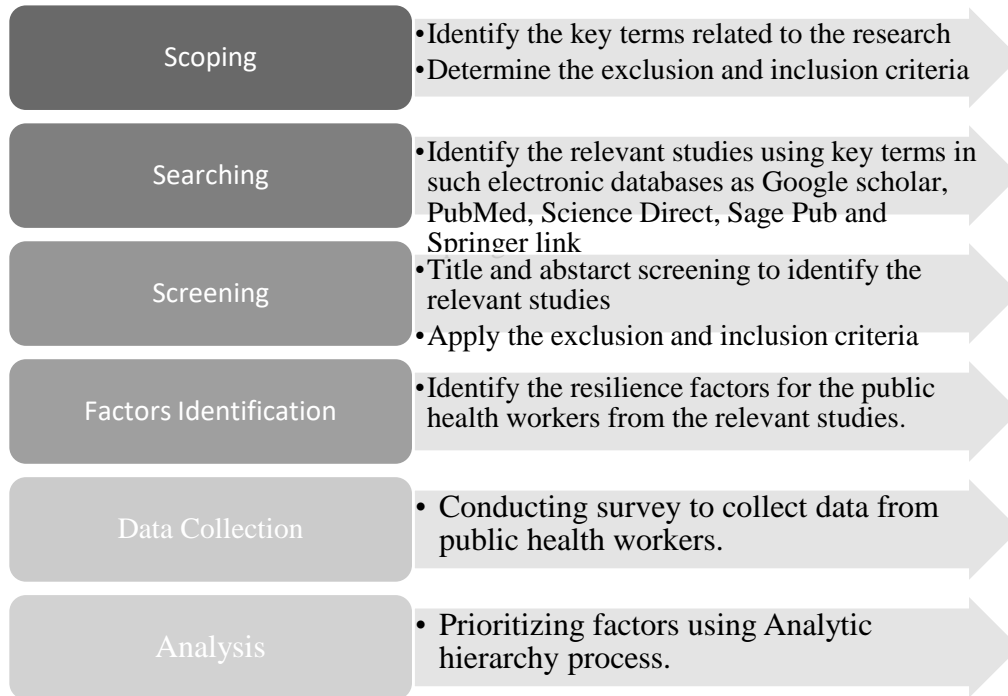 Scoping
•Identify the key terms related to the research
•Determine the exclusion and inclusion criteria
Searching
•Identify the relevant studies using key terms in
such electronic databases as Google scholar,
PubMed, Science Direct, Sage Pub and
Springer link
Screening
•Title and abstarct screening to identify the
relevant studies
•Apply the exclusion and inclusion criteria
Factors Identification
•Identify the resilience factors for the public
health workers from the relevant studies.
Data Collection
• Conducting survey to collect data from
public health workers.
Analysis
• Prioritizing factors using Analytic
hierarchy process.